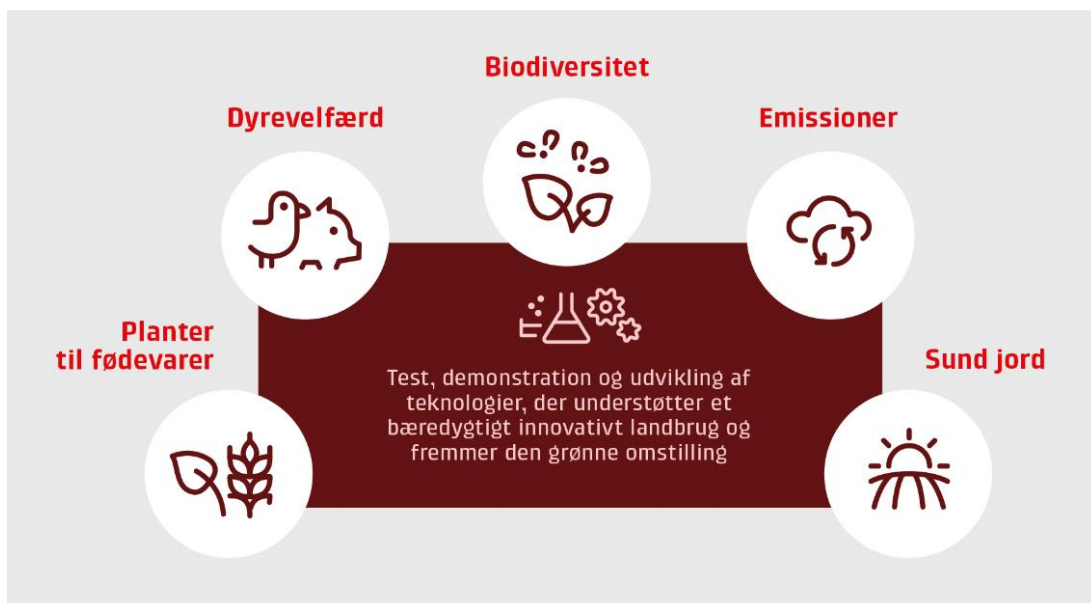 Biodiversitet
Dyrevelfærd
Emissioner
Planter
til fødevarer
Sund jord
Test, demonstration og udvikling af
teknologier, der understøtter et
bæredygtigt innovativt landbrug og
fremmer den grønne omstilling